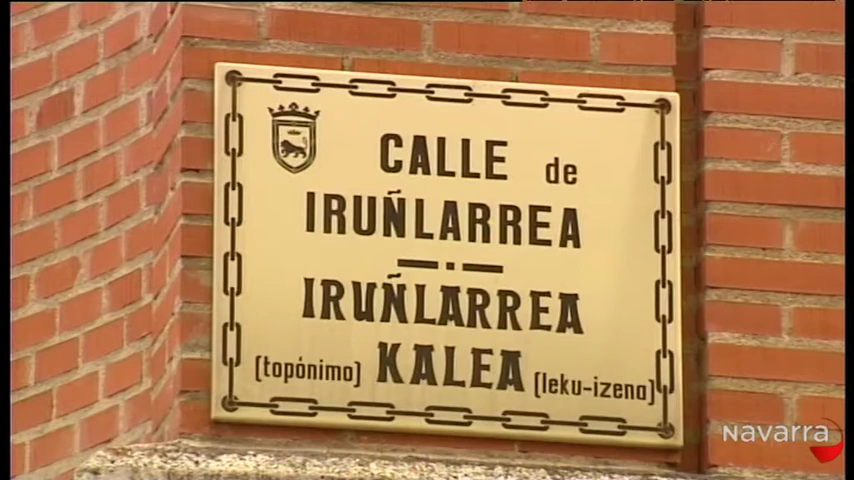 CALLE de
IRUÑLARREA
IRUÑLARREA
(topónimo) KALEA (leku-izena)
Navarra